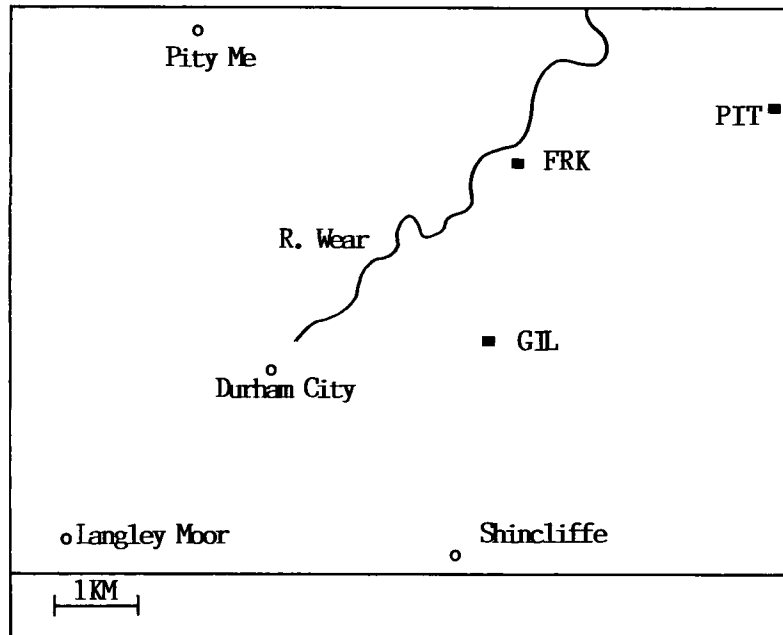 Pity Me
PIT
FRK
R. Wear
GIL
Durham City
Langley Moor
Shincliffe
1KM